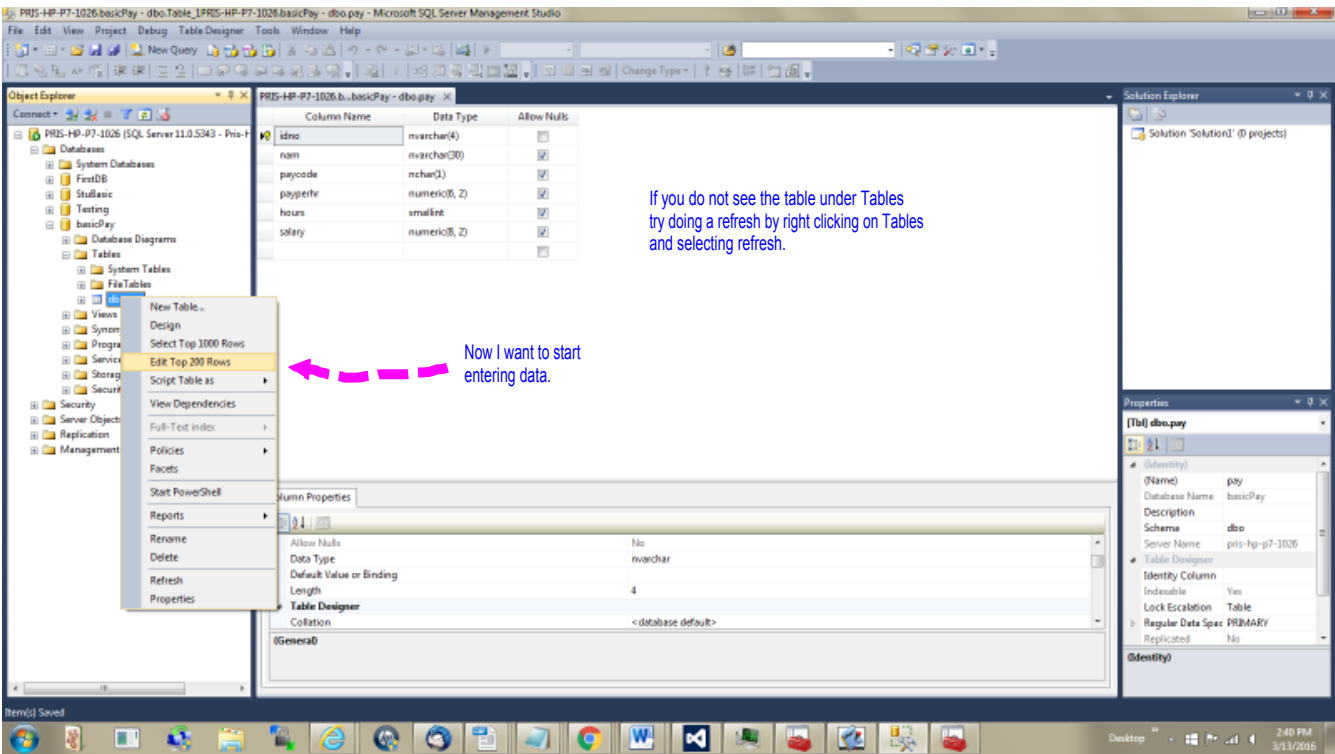 PRIS-HP-P7-1026.basicPay - dbo.Table_1PRIS-HP-P7-1026.basicPay - dbo.pay - Microsoft SQL Server Management Studio
File Edit View Project Debug Table Designer Tools Window Help
New Query
Change Type
Object Explorer
Connect
PRIS-HP-P7-1026 (SQL Server 11.0.5343 - Pris-H
Databases
System Databases
FirstDB
StuBasic
Testing
basicPay
Database Diagrams
Tables
System Tables
FileTables
Views
Synon
Progra
Service
Storag
Securit
Security
Server Object
Replication
Management
New Table...
Design
Select Top 1000 Rows
Edit Top 200 Rows
Script Table as
View Dependencies
Full-Text index
Policies
Facets
Start PowerShell
Reports
Rename
Delete
Refresh
Properties
PRIS-HP-P7-1026.b...basicPay - dbo.pay
Column Name Data Type Allow Nulls
idno nvarchar(4)
nam nvarchar(30)
paycode nchar(1)
payperhr numeric(6, 2)
hours smallint
salary numeric(8, 2)
If you do not see the table under Tables
try doing a refresh by right clicking on Tables
and selecting refresh.
Now I want to start
entering data.
olumn Properties
Allow Nulls No
Data Type nvarchar
Default Value or Binding
Length 4
Table Designer
Collation <database default>
(General)
Solution Explorer
Solution 'Solution1' (0 projects)
Properties
[Tbl] dbo.pay
(Identity)
(Name) pay
Database Name basicPay
Description
Schema dbo
Server Name pris-hp-p7-1026
Table Designer
Identity Column
Indexable Yes
Lock Escalation Table
Regular Data Spac PRIMARY
Replicated No
(Identity)
Item(s) Saved
Desktop
2:40 PM
3/13/2016